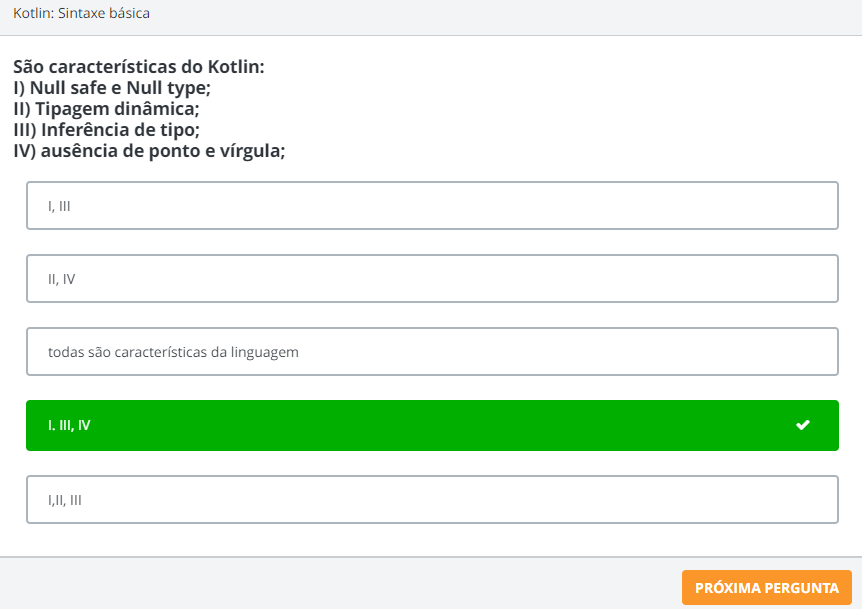 Kotlin: Sintaxe básica
São características do Kotlin:
I) Null safe e Null type;
II) Tipagem dinâmica;
III) Inferência de tipo;
IV) ausência de ponto e vírgula;
I, III
II, IV
todas são características da linguagem
I. III, IV
I,II, III
PRÓXIMA PERGUNTA